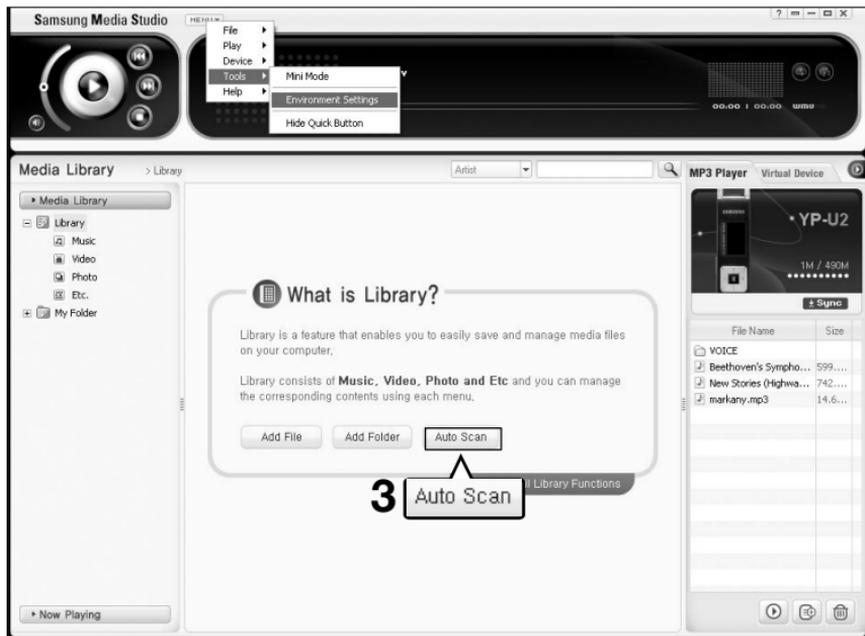 Samsung Media Studio
MENU
File
Play
Device
Tools
Help
Mini Mode
Environment Settings
Hide Quick Button
00:00 | 00:00 wmv
Media Library > Library
Artist
MP3 Player
Virtual Device
Media Library
Library
Music
Video
Photo
Etc.
My Folder
Now Playing
What is Library?
Library is a feature that enables you to easily save and manage media files
on your computer.
Library consists of Music, Video, Photo and Etc and you can manage
the corresponding contents using each menu.
Add File
Add Folder
Auto Scan
Library Functions
3 Auto Scan
SAMSUNG
YP-U2
1M / 490M
Sync
File Name Size
VOICE
Beethoven's Sympho... 599....
New Stories (Highwa... 742....
markany.mp3 14.6...